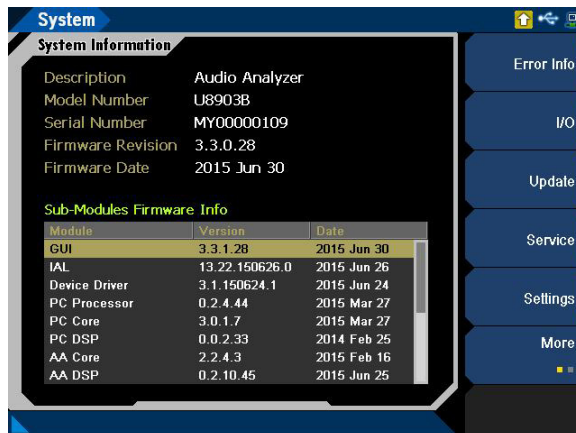 System
System Information
Description Audio Analyzer
Model Number U8903B
Serial Number MY00000109
Firmware Revision 3.3.0.28
Firmware Date 2015 Jun 30
Sub-Modules Firmware Info
Module Version Date
GUI 3.3.1.28 2015 Jun 30
IAL 13.22.150626.0 2015 Jun 26
Device Driver 3.1.150624.1 2015 Jun 24
PC Processor 0.2.4.44 2015 Mar 27
PC Core 3.0.1.7 2015 Mar 27
PC DSP 0.0.2.33 2014 Feb 25
AA Core 2.2.4.3 2015 Feb 16
AA DSP 0.2.10.45 2015 Jun 25
Error Info
I/O
Update
Service
Settings
More